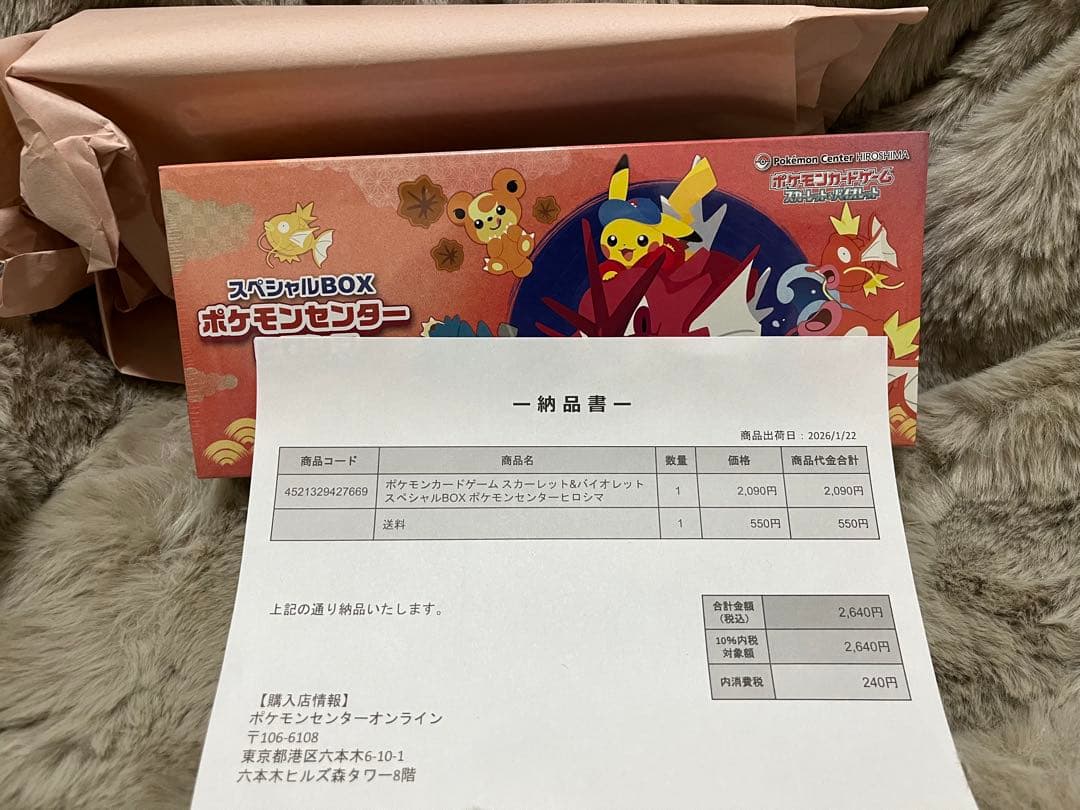 Pokémon Center HIROSHIMA
ポケモンカードゲーム
スカーレット&バイオレット
スペシャルBOX
ポケモンセンター
ー 納 品 書 ー
商品出荷日：2026/1/22
商品コード 商品名 数量 価格 商品代金合計
4521329427669 ポケモンカードゲーム スカーレット&バイオレット
スペシャルBOX ポケモンセンターヒロシマ 1 2,090円 2,090円
送料 1 550円 550円
上記の通り納品いたします。
合計金額
（税込） 2,640円
10%内税
対象額 2,640円
内消費税 240円
【購入店情報】
ポケモンセンターオンライン
〒106-6108
東京都港区六本木6-10-1
六本木ヒルズ森タワー8階